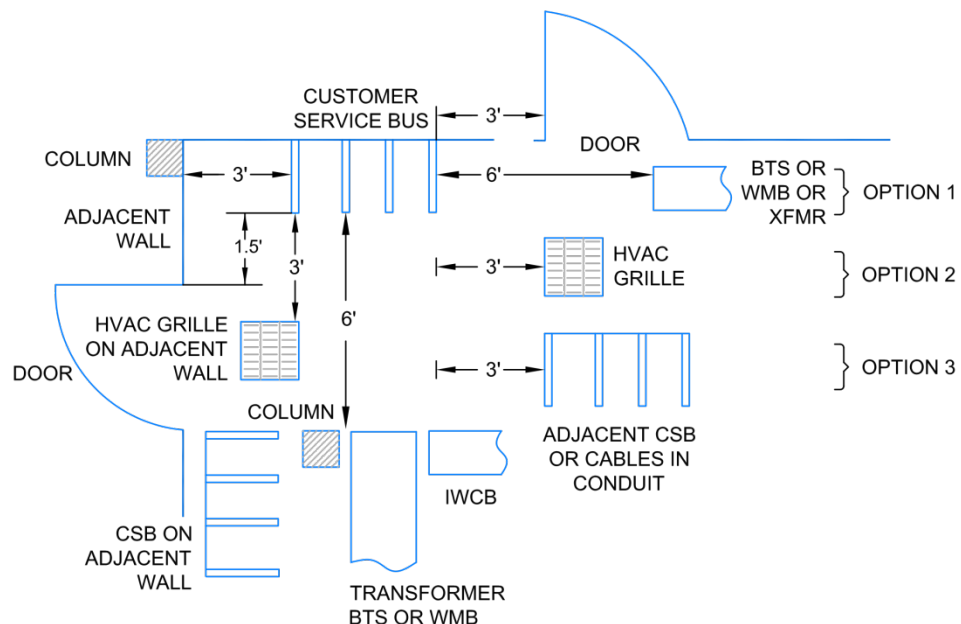 CUSTOMER
SERVICE BUS
3'
DOOR
COLUMN
3'
6'
BTS OR
WMB OR
XFMR
OPTION 1
ADJACENT
WALL
1.5'
3'
3'
HVAC
GRILLE
OPTION 2
6'
HVAC GRILLE
ON ADJACENT
WALL
DOOR
3'
OPTION 3
COLUMN
ADJACENT CSB
OR CABLES IN
CONDUIT
IWCB
CSB ON
ADJACENT
WALL
TRANSFORMER
BTS OR WMB